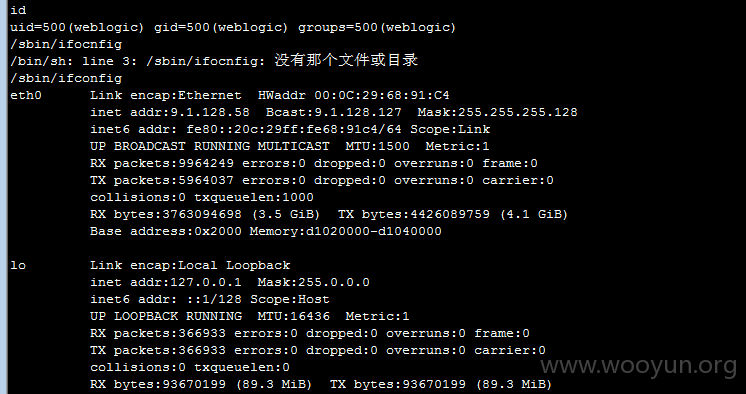 id
uid=500(weblogic) gid=500(weblogic) groups=500(weblogic)
/sbin/ifocnfig
/bin/sh: line 3: /sbin/ifocnfig: 没有那个文件或目录
/sbin/ifconfig
eth0      Link encap:Ethernet  HWaddr 00:0C:29:68:91:C4
          inet addr:9.1.128.58  Bcast:9.1.128.127  Mask:255.255.255.128
          inet6 addr: fe80::20c:29ff:fe68:91c4/64 Scope:Link
          UP BROADCAST RUNNING MULTICAST  MTU:1500  Metric:1
          RX packets:9964249 errors:0 dropped:0 overruns:0 frame:0
          TX packets:5964037 errors:0 dropped:0 overruns:0 carrier:0
          collisions:0 txqueuelen:1000
          RX bytes:3763094698 (3.5 GiB)  TX bytes:4426089759 (4.1 GiB)
          Base address:0x2000 Memory:d1020000-d1040000
lo        Link encap:Local Loopback
          inet addr:127.0.0.1  Mask:255.0.0.0
          inet6 addr: ::1/128 Scope:Host
          UP LOOPBACK RUNNING  MTU:16436  Metric:1
          RX packets:366933 errors:0 dropped:0 overruns:0 frame:0
          TX packets:366933 errors:0 dropped:0 overruns:0 carrier:0
          collisions:0 txqueuelen:0
          RX bytes:93670199 (89.3 MiB)  TX bytes:93670199 (89.3 MiB)
www.wooyun.org